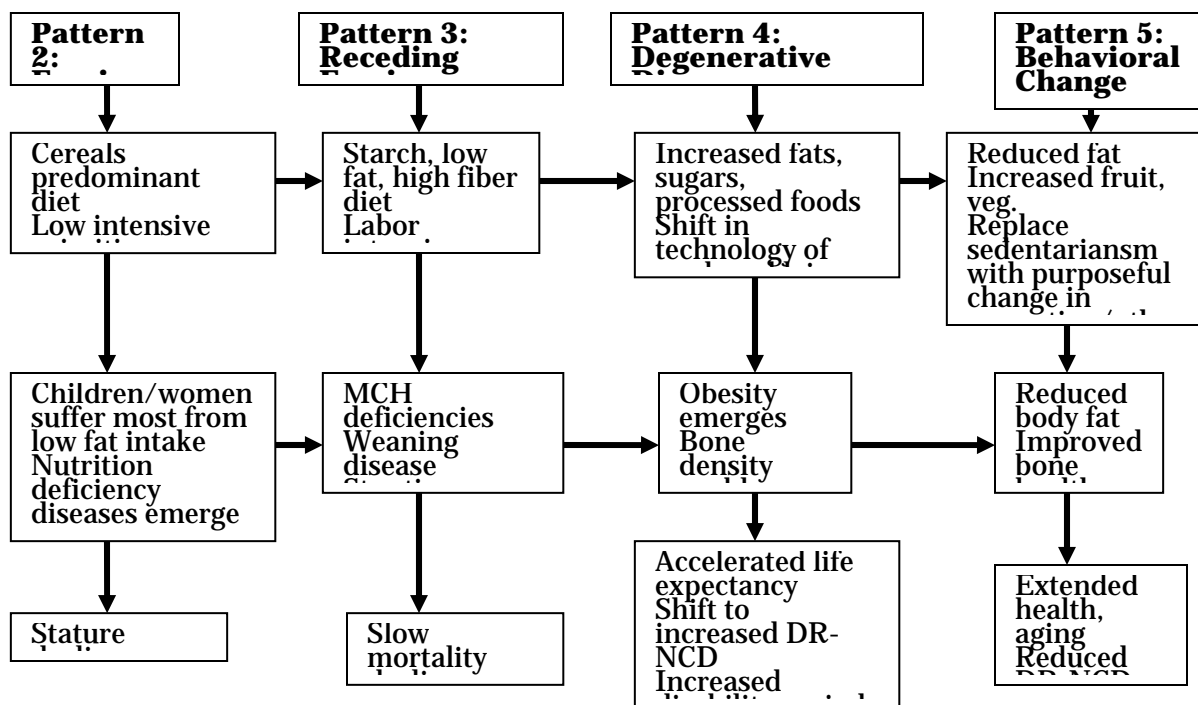 Pattern
2:
Pattern 3:
Receding
Pattern 4:
Degenerative
Pattern 5:
Behavioral
Change
Cereals
predominant
diet
Low intensive
Starch, low
fat, high fiber
diet
Labor
Increased fats,
sugars,
processed foods
Shift in
technology of
Reduced fat
Increased fruit,
veg.
Replace
sedentariansm
with purposeful
change in
Children/women
suffer most from
low fat intake
Nutrition
deficiency
diseases emerge
MCH
deficiencies
Weaning
disease
Obesity
emerges
Bone
density
Reduced
body fat
Improved
bone
Stature
Slow
mortality
Accelerated life
expectancy
Shift to
increased DR-
NCD
Increased
Extended
health,
aging
Reduced
DR-NCD